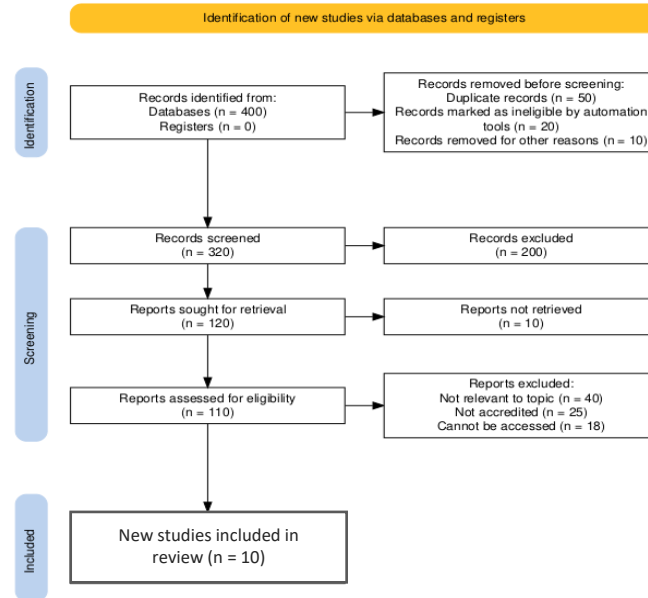 Identification of new studies via databases and registers
Identification
Records identified from:
Databases (n = 400)
Registers (n = 0)
Records removed before screening:
Duplicate records (n = 50)
Records marked as ineligible by automation
tools (n = 20)
Records removed for other reasons (n = 10)
Screening
Records screened
(n = 320)
Records excluded
(n = 200)
Reports sought for retrieval
(n = 120)
Reports not retrieved
(n = 10)
Reports assessed for eligibility
(n = 110)
Reports excluded:
Not relevant to topic (n = 40)
Not accredited (n = 25)
Cannot be accessed (n = 18)
Included
New studies included in
review (n = 10)